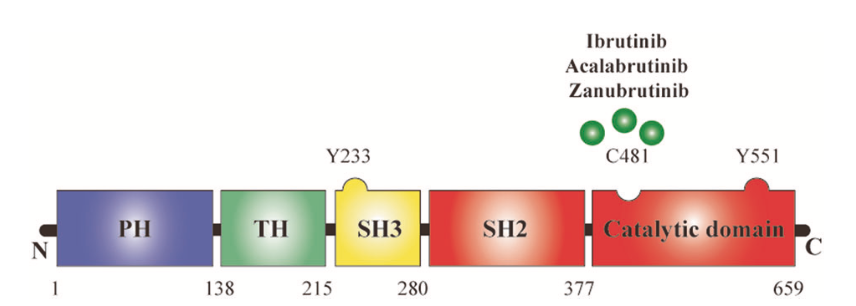 Ibrutinib
Acalabrutinib
Zanubrutinib
Y233 C481 Y551
PH TH SH3 SH2 Catalytic domain
N C
1 138 215 280 377 659